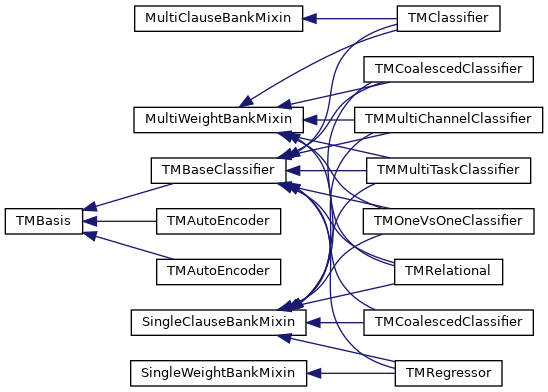 MultiClauseBankMixin
TMClassifier
TMCoalescedClassifier
MultiWeightBankMixin
TMMultiChannelClassifier
TMBaseClassifier
TMMultiTaskClassifier
TMBasis
TMAutoEncoder
TMOneVsOneClassifier
TMAutoEncoder
TMRelational
SingleClauseBankMixin
TMCoalescedClassifier
SingleWeightBankMixin
TMRegressor